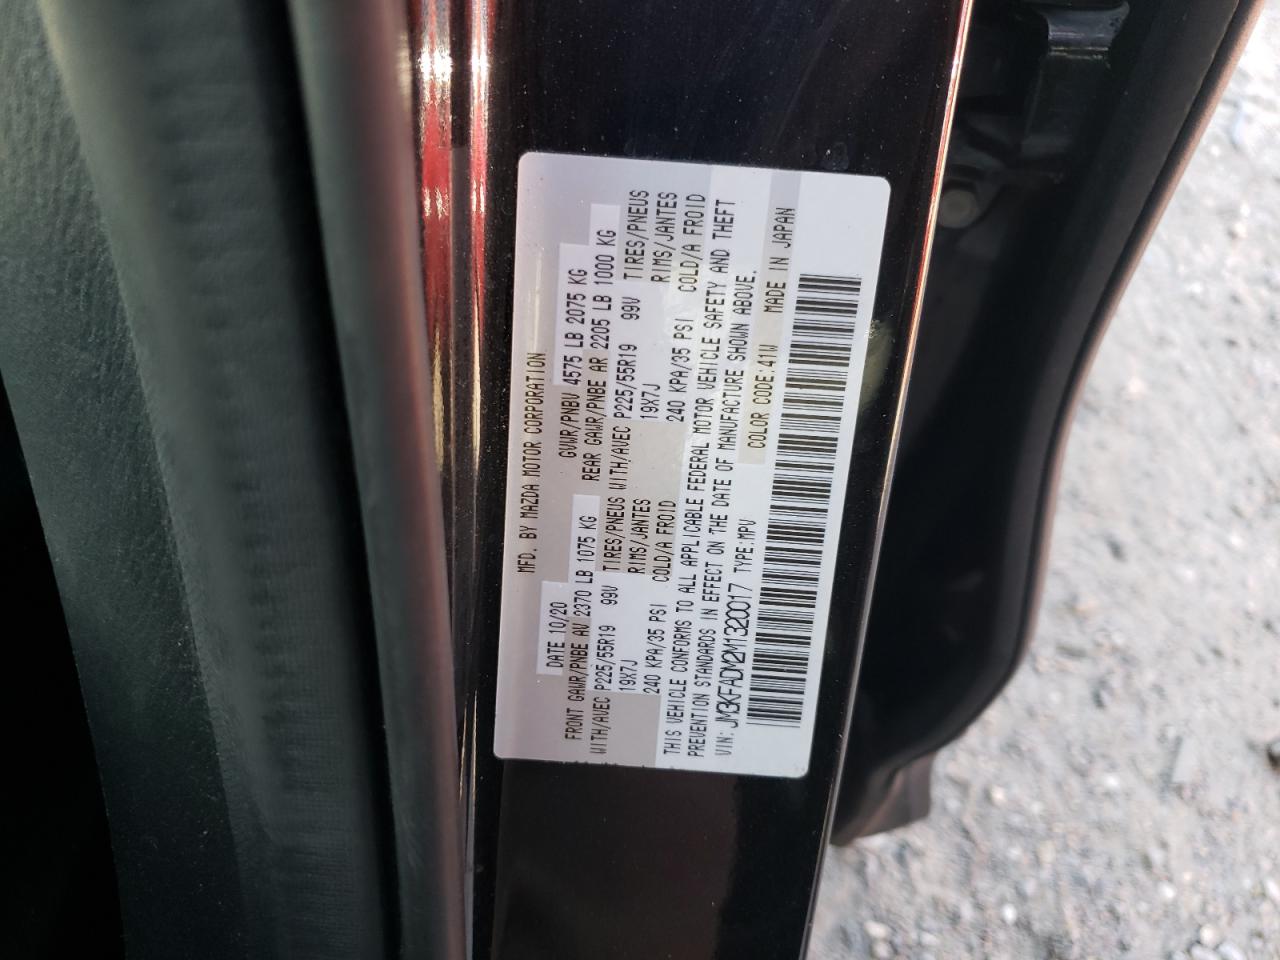 MFD. BY MAZDA MOTOR CORPORATION
DATE 10/20 GVWR/PNBV 4575 LB 2075 KG
FRONT GAWR/PNBE AV 2370 LB 1075 KG REAR GAWR/PNBE AR 2205 LB 1000 KG
WITH/AVEC P225/55R19 99V TIRES/PNEUS WITH/AVEC P225/55R19 99V TIRES/PNEUS
19X7J RIMS/JANTES 19X7J RIMS/JANTES
240 KPA/35 PSI COLD/A FROID 240 KPA/35 PSI COLD/A FROID
THIS VEHICLE CONFORMS TO ALL APPLICABLE FEDERAL MOTOR VEHICLE SAFETY AND THEFT
PREVENTION STANDARDS IN EFFECT ON THE DATE OF MANUFACTURE SHOWN ABOVE.
VIN: JM3KFADM2M1320017 TYPE:MPV COLOR CODE:41W MADE IN JAPAN